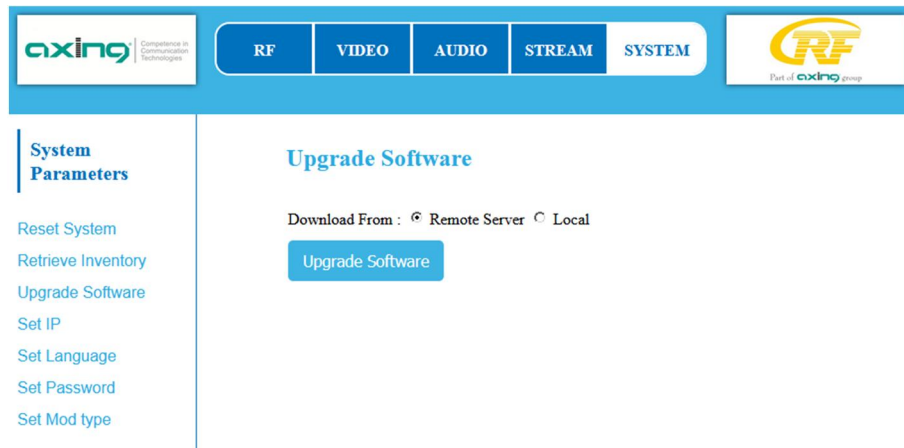 axing
Competence in
Communication
Technologies
RF VIDEO AUDIO STREAM SYSTEM
CRF
Part of axing group
System
Parameters
Reset System
Retrieve Inventory
Upgrade Software
Set IP
Set Language
Set Password
Set Mod type
Upgrade Software
Download From : Remote Server Local
Upgrade Software